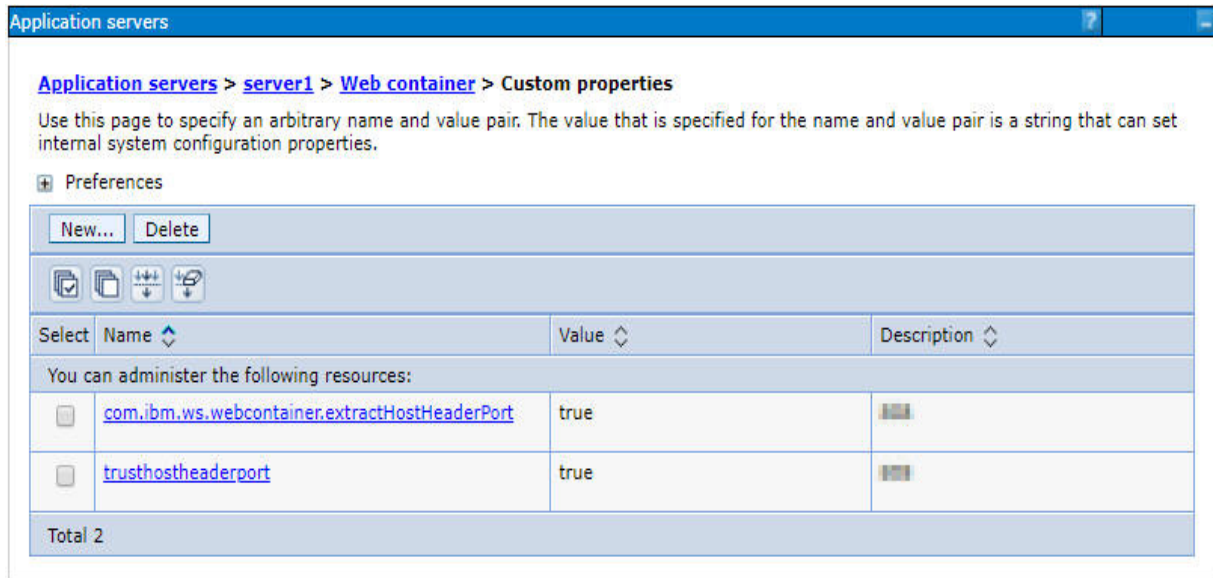 Application servers
?
Application servers > server1 > Web container > Custom properties
Use this page to specify an arbitrary name and value pair. The value that is specified for the name and value pair is a string that can set
internal system configuration properties.
Preferences
New... Delete
Select Name Value Description
You can administer the following resources:
com.ibm.ws.webcontainer.extractHostHeaderPort true
trusthostheaderport true
Total 2